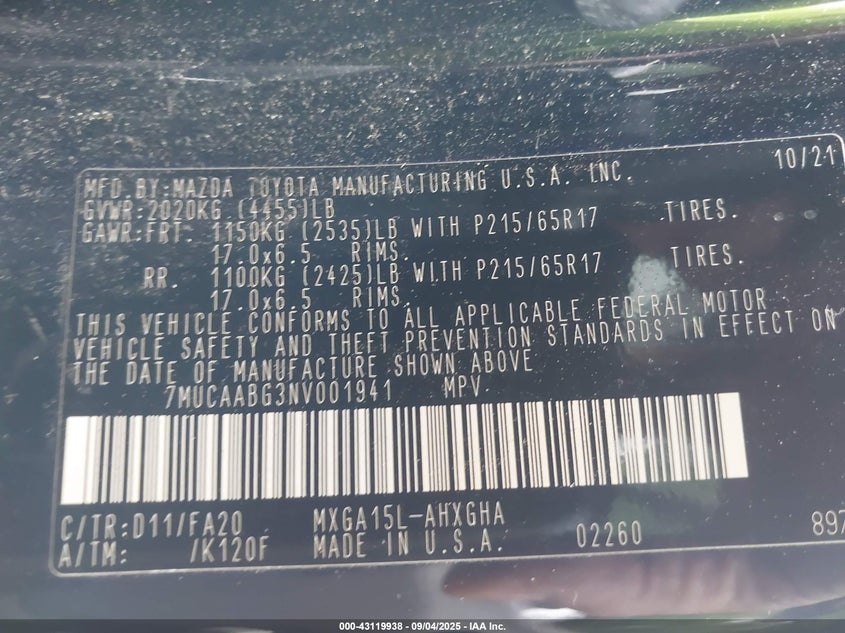 10/21
MFD.BY:MAZDA TOYOTA MANUFACTURING U.S.A. INC.
GVWR:2020KG (4455)LB
GAWR:FRT. 1150KG (2535)LB WITH P215/65R17 TIRES.
17.0x6.5 RIMS.
RR. 1100KG (2425)LB WITH P215/65R17 TIRES.
17.0x6.5 RIMS.
THIS VEHICLE CONFORMS TO ALL APPLICABLE FEDERAL MOTOR
VEHICLE SAFETY AND THEFT PREVENTION STANDARDS IN EFFECT ON
THE DATE OF MANUFACTURE SHOWN ABOVE
7MUCAABG3NV001941 MPV
C/TR:D11/FA20 MXGA15L-AHXGHA
A/TM: /K120F MADE IN U.S.A. 02260 897
000-43119938 - 09/04/2025 - IAA Inc.